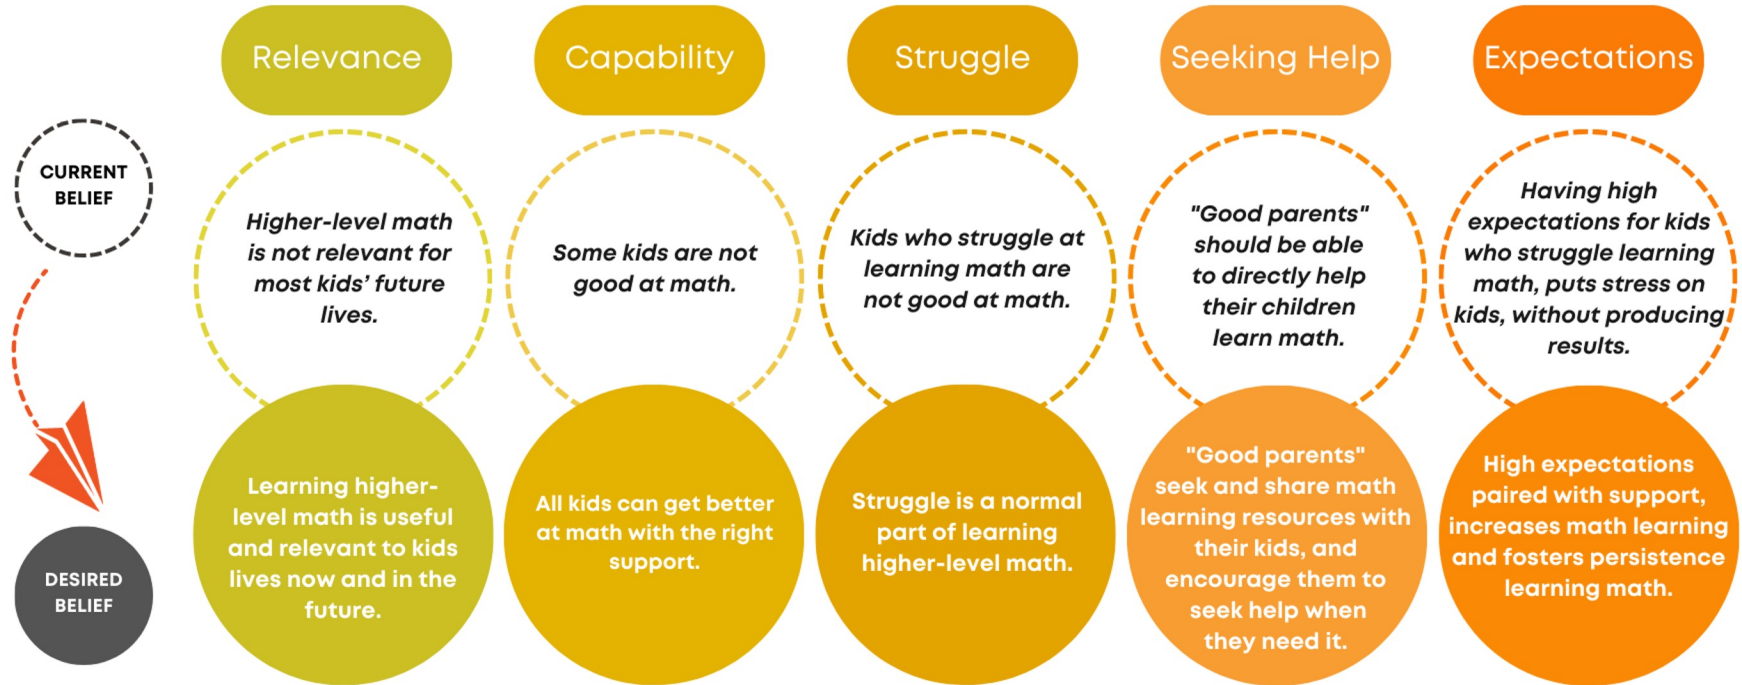 Relevance
Capability
Struggle
Seeking Help
Expectations
CURRENT
BELIEF
Higher-level math
is not relevant for
most kids’ future
lives.
Some kids are not
good at math.
Kids who struggle at
learning math are
not good at math.
"Good parents"
should be able
to directly help
their children
learn math.
Having high
expectations for kids
who struggle learning
math, puts stress on
kids, without producing
results.
DESIRED
BELIEF
Learning higher-
level math is useful
and relevant to kids
lives now and in the
future.
All kids can get better
at math with the right
support.
Struggle is a normal
part of learning
higher-level math.
"Good parents"
seek and share math
learning resources with
their kids, and
encourage them to
seek help when
they need it.
High expectations
paired with support,
increases math learning
and fosters persistence
learning math.